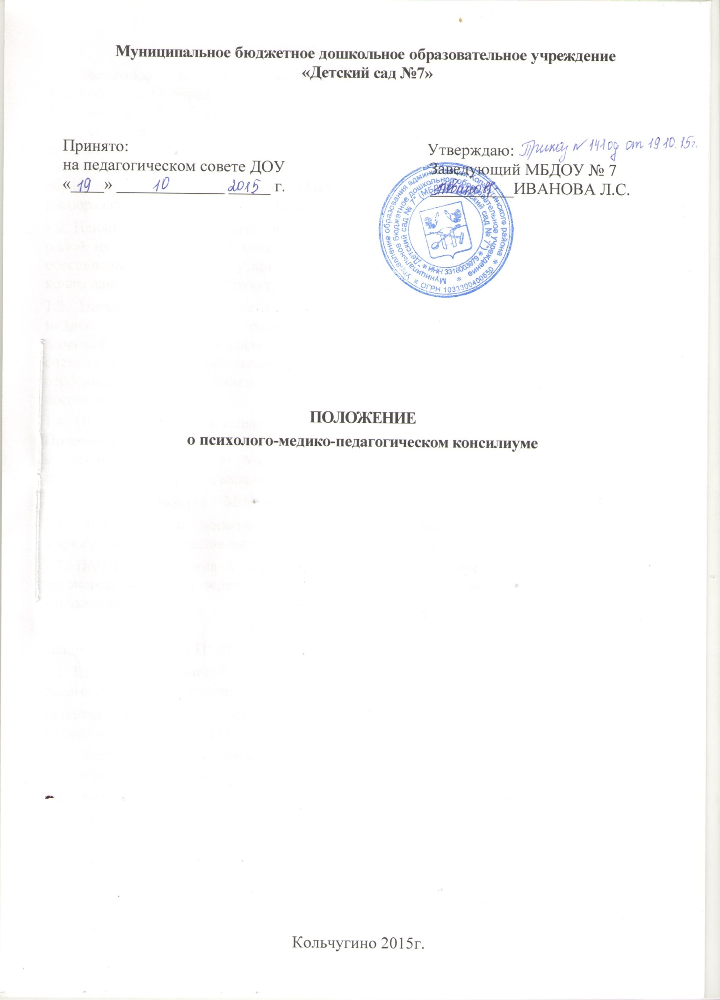 Муниципальное бюджетное дошкольное образовательное учреждение
«Детский сад №7»
Принято:
на педагогическом совете ДОУ
«19» 10 2015 г.
Утверждаю: Приказ № 141од от 19.10.15г.
Заведующий МБДОУ № 7
Иванов ИВАНОВА Л.С.
Управление образования администрации Кольчугинского района * ОГРН 1033300400550 *
Муниципальное бюджетное дошкольное образовательное учреждение *
"Детский сад № 7" (МБДОУ "Детский сад № 7") * ИНН 3318003979 *
ПОЛОЖЕНИЕ
о психолого-медико-педагогическом консилиуме
Кольчугино 2015г.